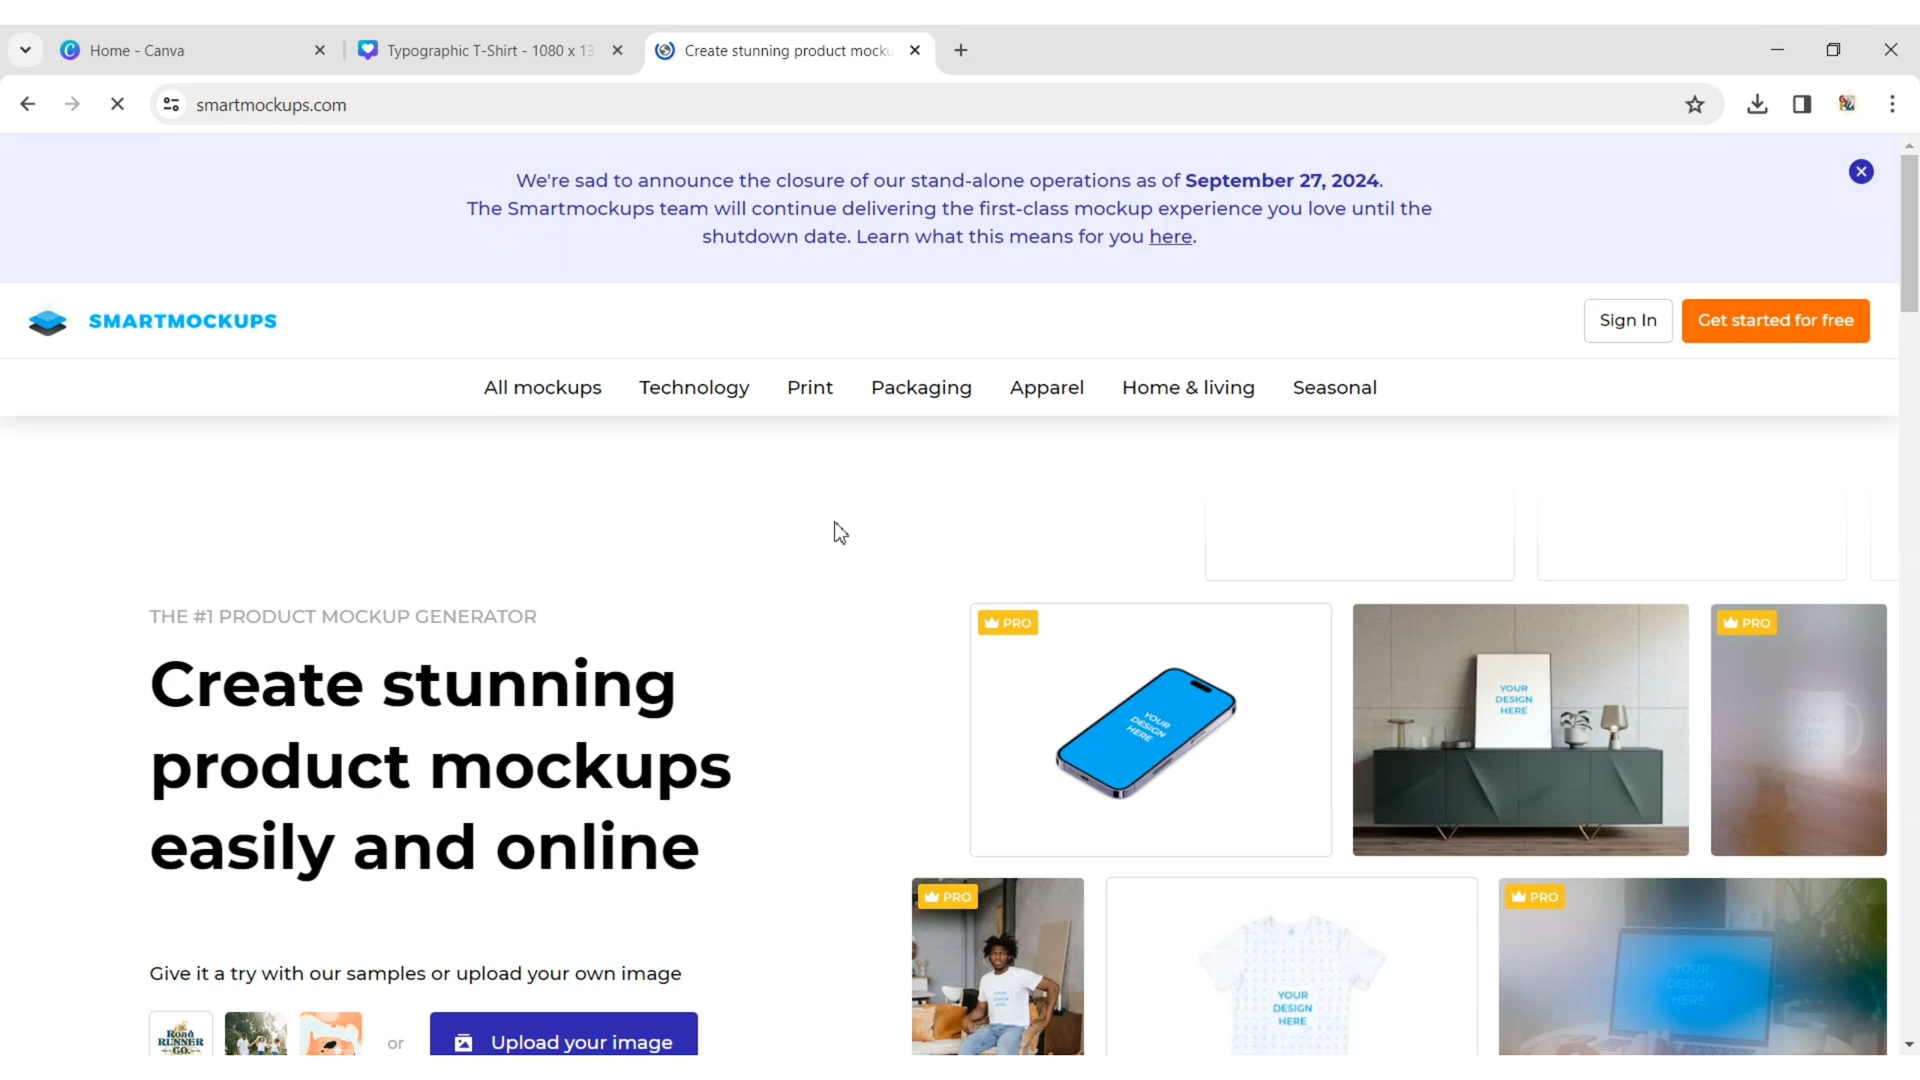 Home - Canva
Typographic T-Shirt - 1080 x 13
Create stunning product mocku
smartmockups.com
We're sad to announce the closure of our stand-alone operations as of September 27, 2024.
The Smartmockups team will continue delivering the first-class mockup experience you love until the
shutdown date. Learn what this means for you here.
SMARTMOCKUPS
Sign In
Get started for free
All mockups
Technology
Print
Packaging
Apparel
Home & living
Seasonal
THE #1 PRODUCT MOCKUP GENERATOR
Create stunning
product mockups
easily and online
Give it a try with our samples or upload your own image
Road
RUNNER
GO.
or
Upload your image
PRO
YOUR
DESIGN
HERE
YOUR
DESIGN
HERE
PRO
PRO
YOUR
DESIGN
HERE
PRO
YOUR
DESIGN
HERE